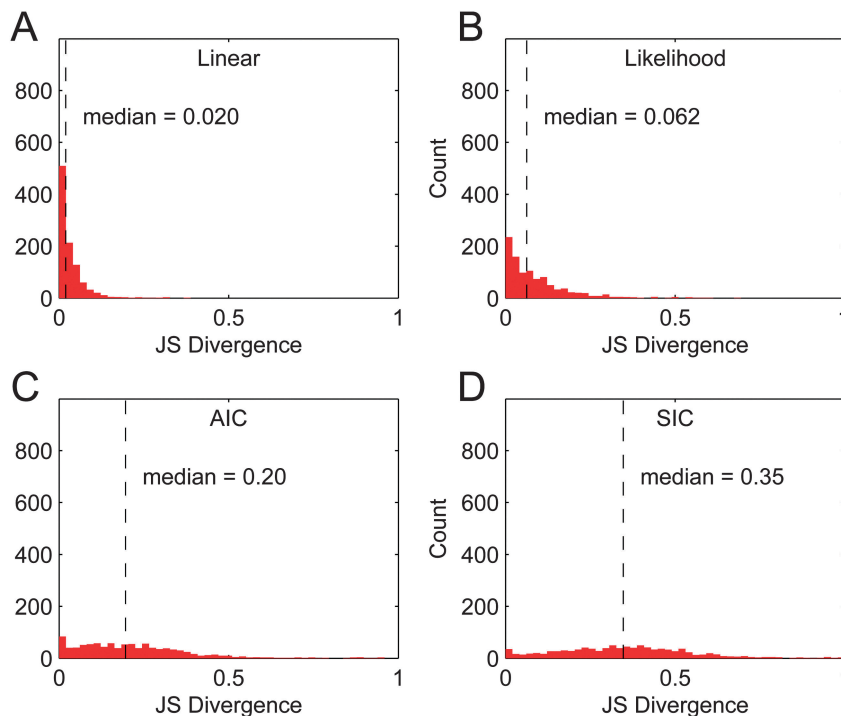 A
Linear
median = 0.020
800
600
400
200
0
0
0.5
1
JS Divergence
B
Likelihood
median = 0.062
Count
800
600
400
200
0
0
0.5
1
JS Divergence
C
AIC
median = 0.20
800
600
400
200
0
0
0.5
1
JS Divergence
D
SIC
median = 0.35
Count
800
600
400
200
0
0
0.5
1
JS Divergence